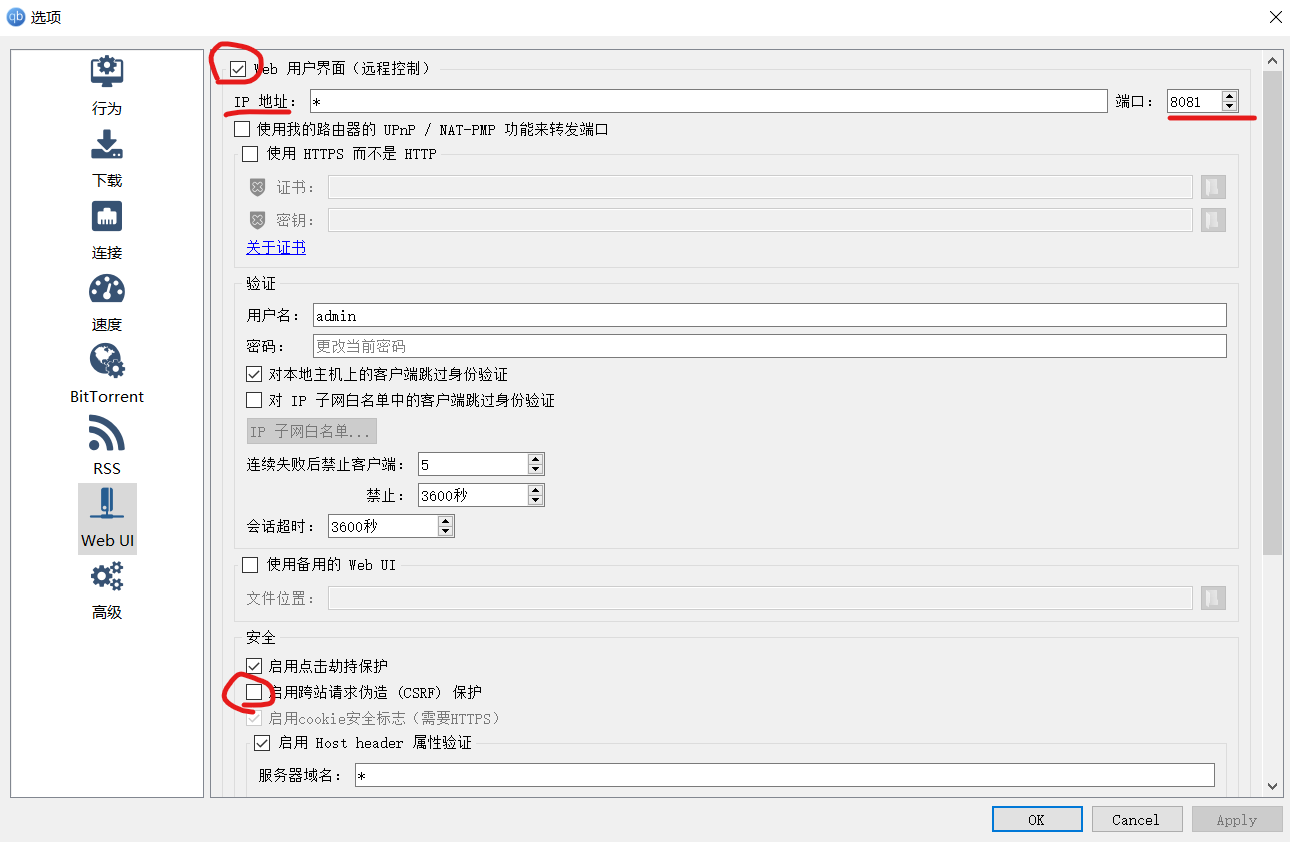 qb 选项
行为
下载
连接
速度
BitTorrent
RSS
Web UI
高级
Web 用户界面（远程控制）
IP 地址： * 端口： 8081
使用我的路由器的 UPnP / NAT-PMP 功能来转发端口
使用 HTTPS 而不是 HTTP
证书：
密钥：
关于证书
验证
用户名： admin
密码： 更改当前密码
对本地主机上的客户端跳过身份验证
对 IP 子网白名单中的客户端跳过身份验证
IP 子网白名单...
连续失败后禁止客户端： 5
禁止： 3600秒
会话超时： 3600秒
使用备用的 Web UI
文件位置：
安全
启用点击劫持保护
启用跨站请求伪造 (CSRF) 保护
启用cookie安全标志（需要HTTPS）
启用 Host header 属性验证
服务器域名： *
OK Cancel Apply